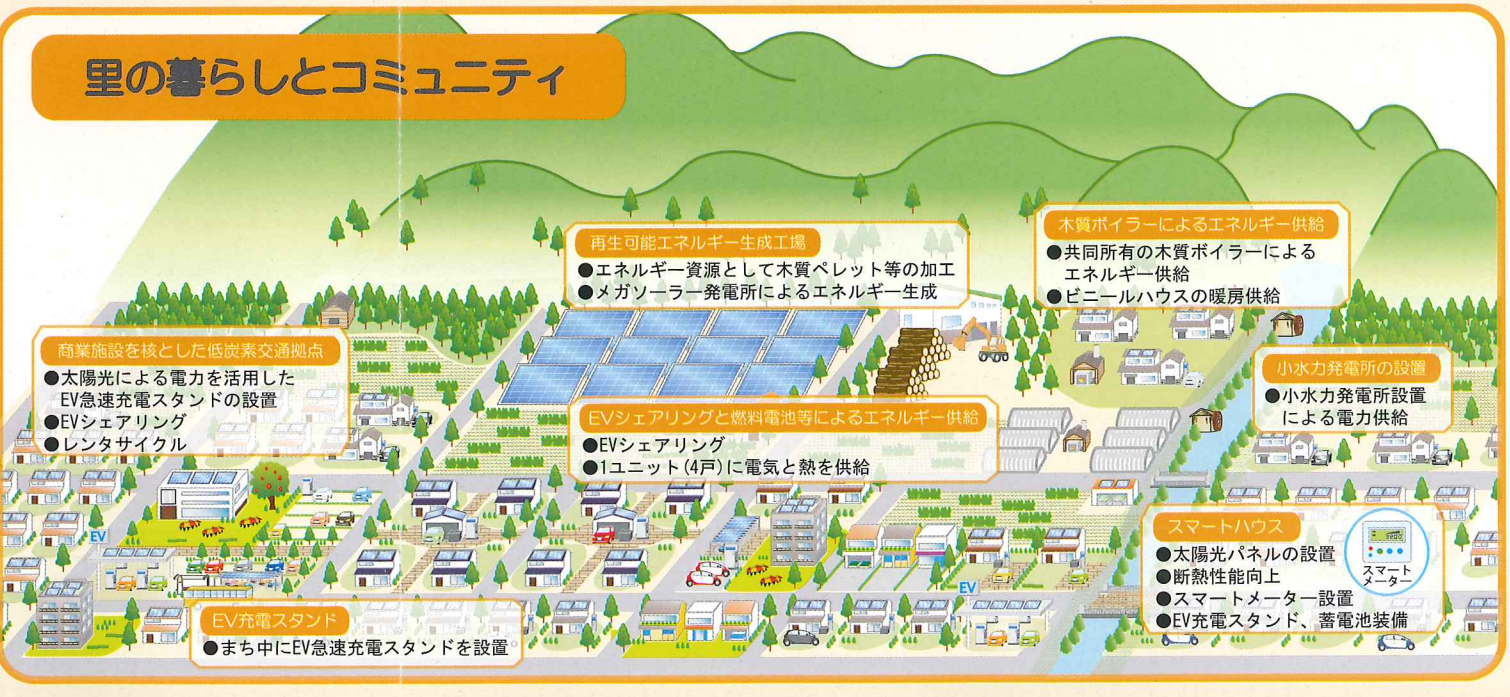 里の暮らしとコミュニティ
再生可能エネルギー生成工場
●エネルギー資源として木質ペレット等の加工
●メガソーラー発電所によるエネルギー生成
木質ボイラーによるエネルギー供給
●共同所有の木質ボイラーによる
エネルギー供給
●ビニールハウスの暖房供給
商業施設を核とした低炭素交通拠点
●太陽光による電力を活用した
EV急速充電スタンドの設置
●EVシェアリング
●レンタサイクル
EVシェアリングと燃料電池等によるエネルギー供給
●EVシェアリング
●1ユニット(4戸)に電気と熱を供給
小水力発電所の設置
●小水力発電所設置
による電力供給
スマートハウス
●太陽光パネルの設置
●断熱性能向上
●スマートメーター設置
●EV充電スタンド、蓄電池装備
スマート
メーター
EV
EV
EV充電スタンド
●まち中にEV急速充電スタンドを設置